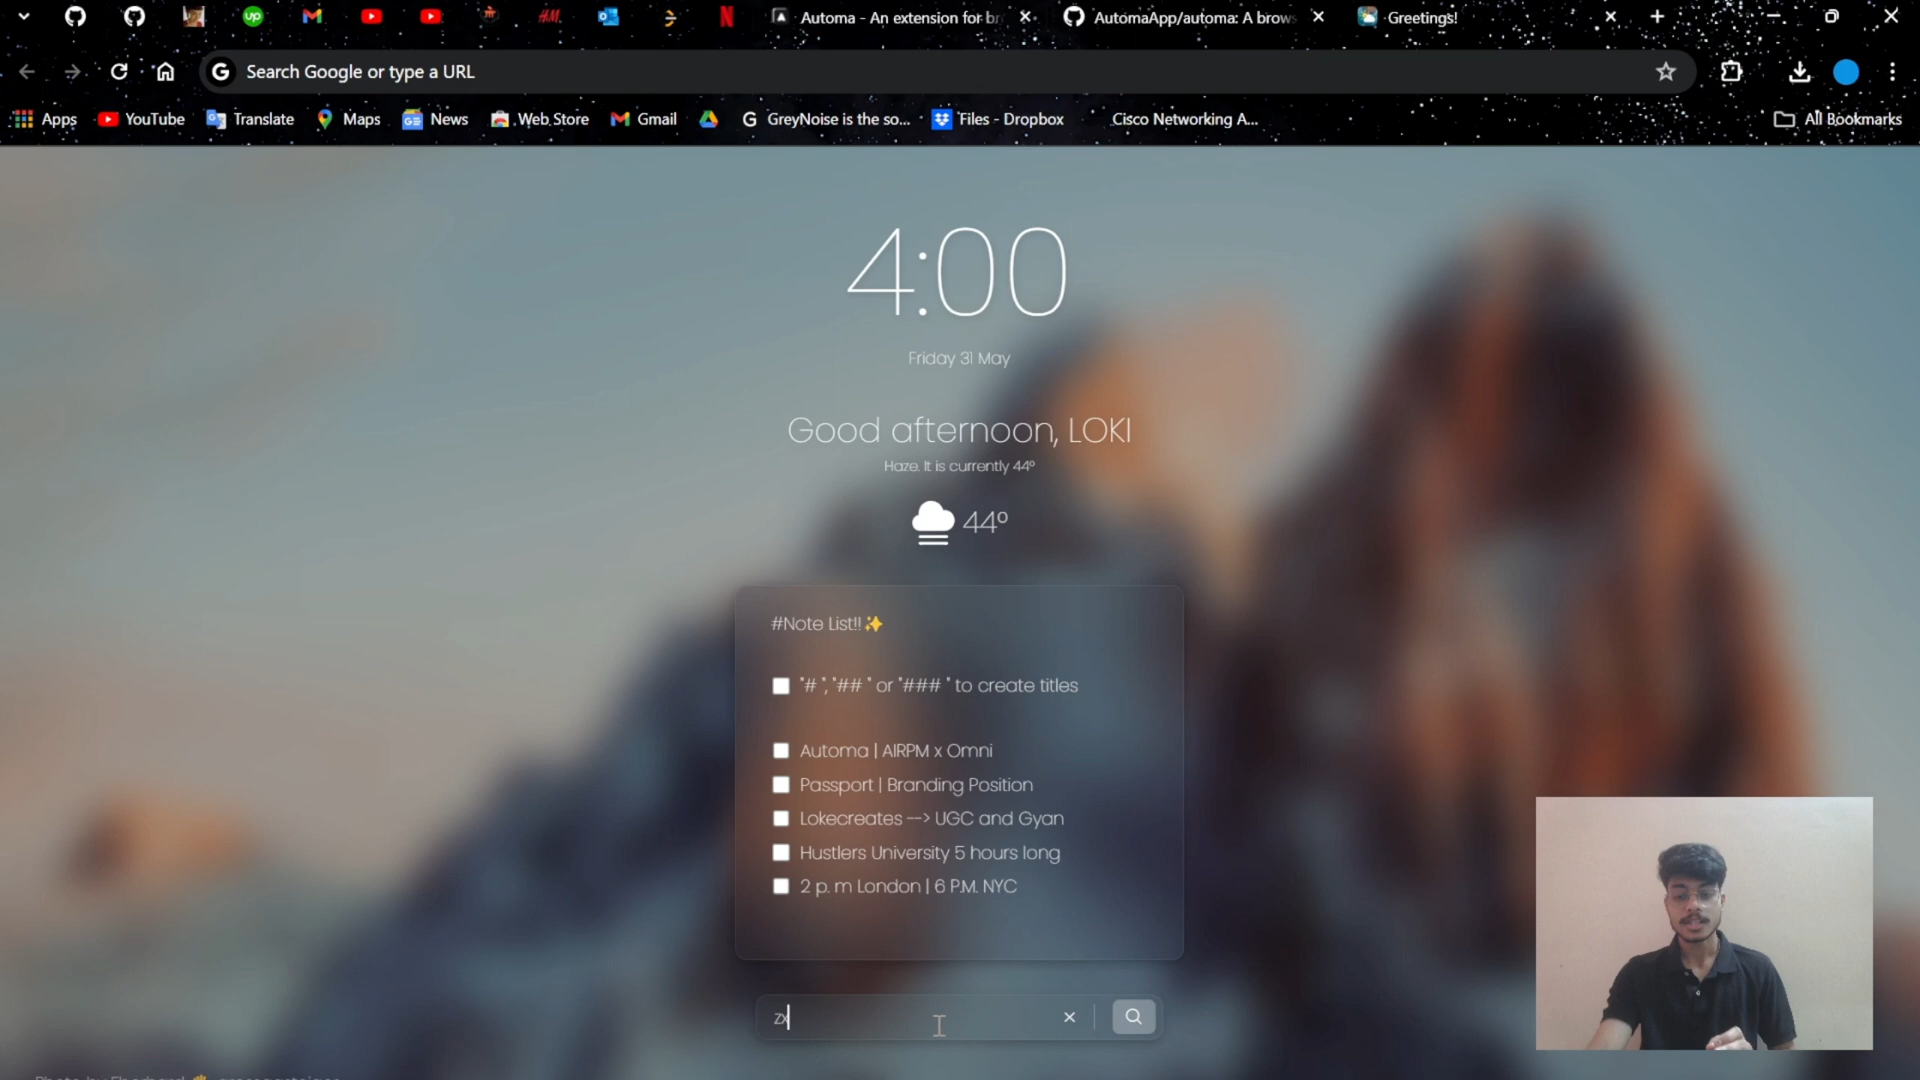 Automa - An extension for br
AutomaApp/automa: A brows
Greetings!
Search Google or type a URL
Apps
YouTube
Translate
Maps
News
Web Store
Gmail
GreyNoise is the so...
Files - Dropbox
Cisco Networking A...
All Bookmarks
4:00
Friday 31 May
Good afternoon, LOKI
Haze. It is currently 44°
44°
#Note List!!✨
"# ", "## " or "### " to create titles
Automa | AIRPM x Omni
Passport | Branding Position
Lokecreates --> UGC and Gyan
Hustlers University 5 hours long
2 p. m London | 6 P.M. NYC
zx